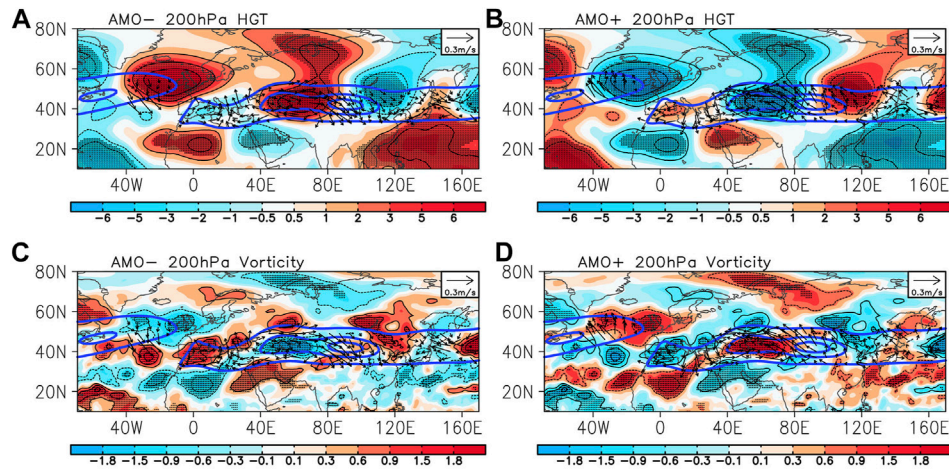 A AMO− 200hPa HGT
0.3m/s
80N
60N
40N
20N
40W 0 40E 80E 120E 160E
−6 −5 −3 −2 −1 −0.5 0.5 1 2 3 5 6
B AMO+ 200hPa HGT
0.3m/s
80N
60N
40N
20N
40W 0 40E 80E 120E 160E
−6 −5 −3 −2 −1 −0.5 0.5 1 2 3 5 6
C AMO− 200hPa Vorticity
0.3m/s
80N
60N
40N
20N
40W 0 40E 80E 120E 160E
−1.8 −1.5 −0.9 −0.6 −0.3 −0.1 0.1 0.3 0.6 0.9 1.5 1.8
D AMO+ 200hPa Vorticity
0.3m/s
80N
60N
40N
20N
40W 0 40E 80E 120E 160E
−1.8 −1.5 −0.9 −0.6 −0.3 −0.1 0.1 0.3 0.6 0.9 1.5 1.8